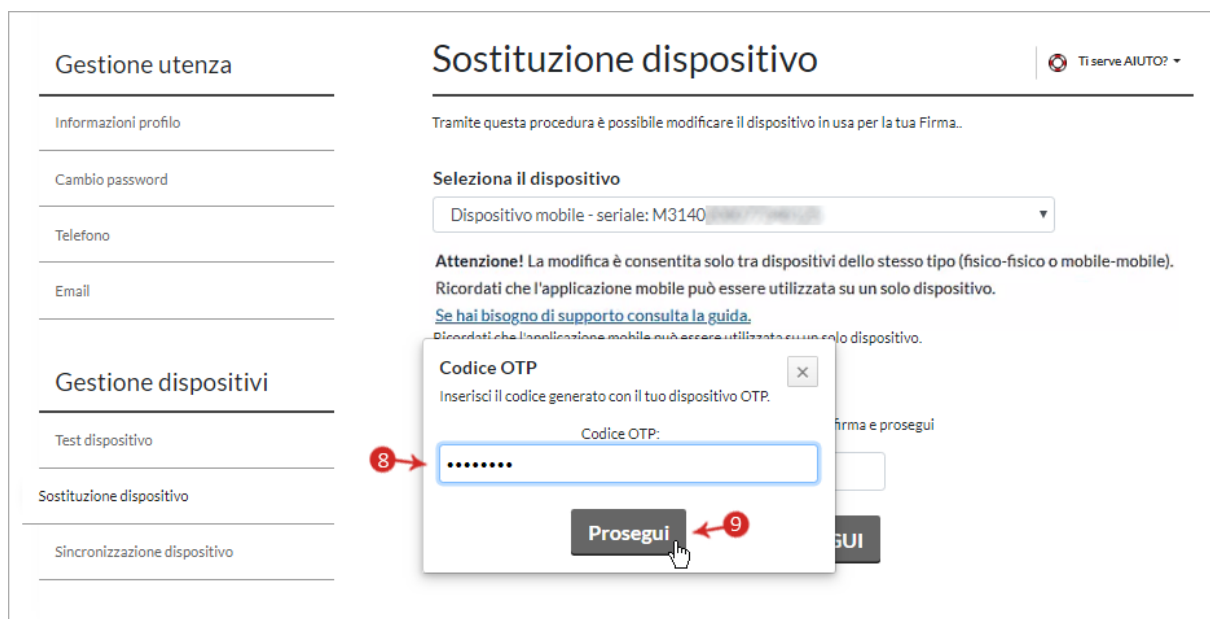 Gestione utenza
Informazioni profilo
Cambio password
Telefono
Email
Gestione dispositivi
Test dispositivo
Sostituzione dispositivo
Sincronizzazione dispositivo
Sostituzione dispositivo
Ti serve AIUTO?
Tramite questa procedura è possibile modificare il dispositivo in usa per la tua Firma..
Seleziona il dispositivo
Dispositivo mobile - seriale: M3140
Attenzione! La modifica è consentita solo tra dispositivi dello stesso tipo (fisico-fisico o mobile-mobile).
Ricordati che l'applicazione mobile può essere utilizzata su un solo dispositivo.
Se hai bisogno di supporto consulta la guida.
Ricordati che l'applicazione mobile può essere utilizzata su un solo dispositivo.
Codice OTP
Inserisci il codice generato con il tuo dispositivo OTP.
firma e prosegui
Codice OTP:
8
••••••••
Prosegui
9
GUI